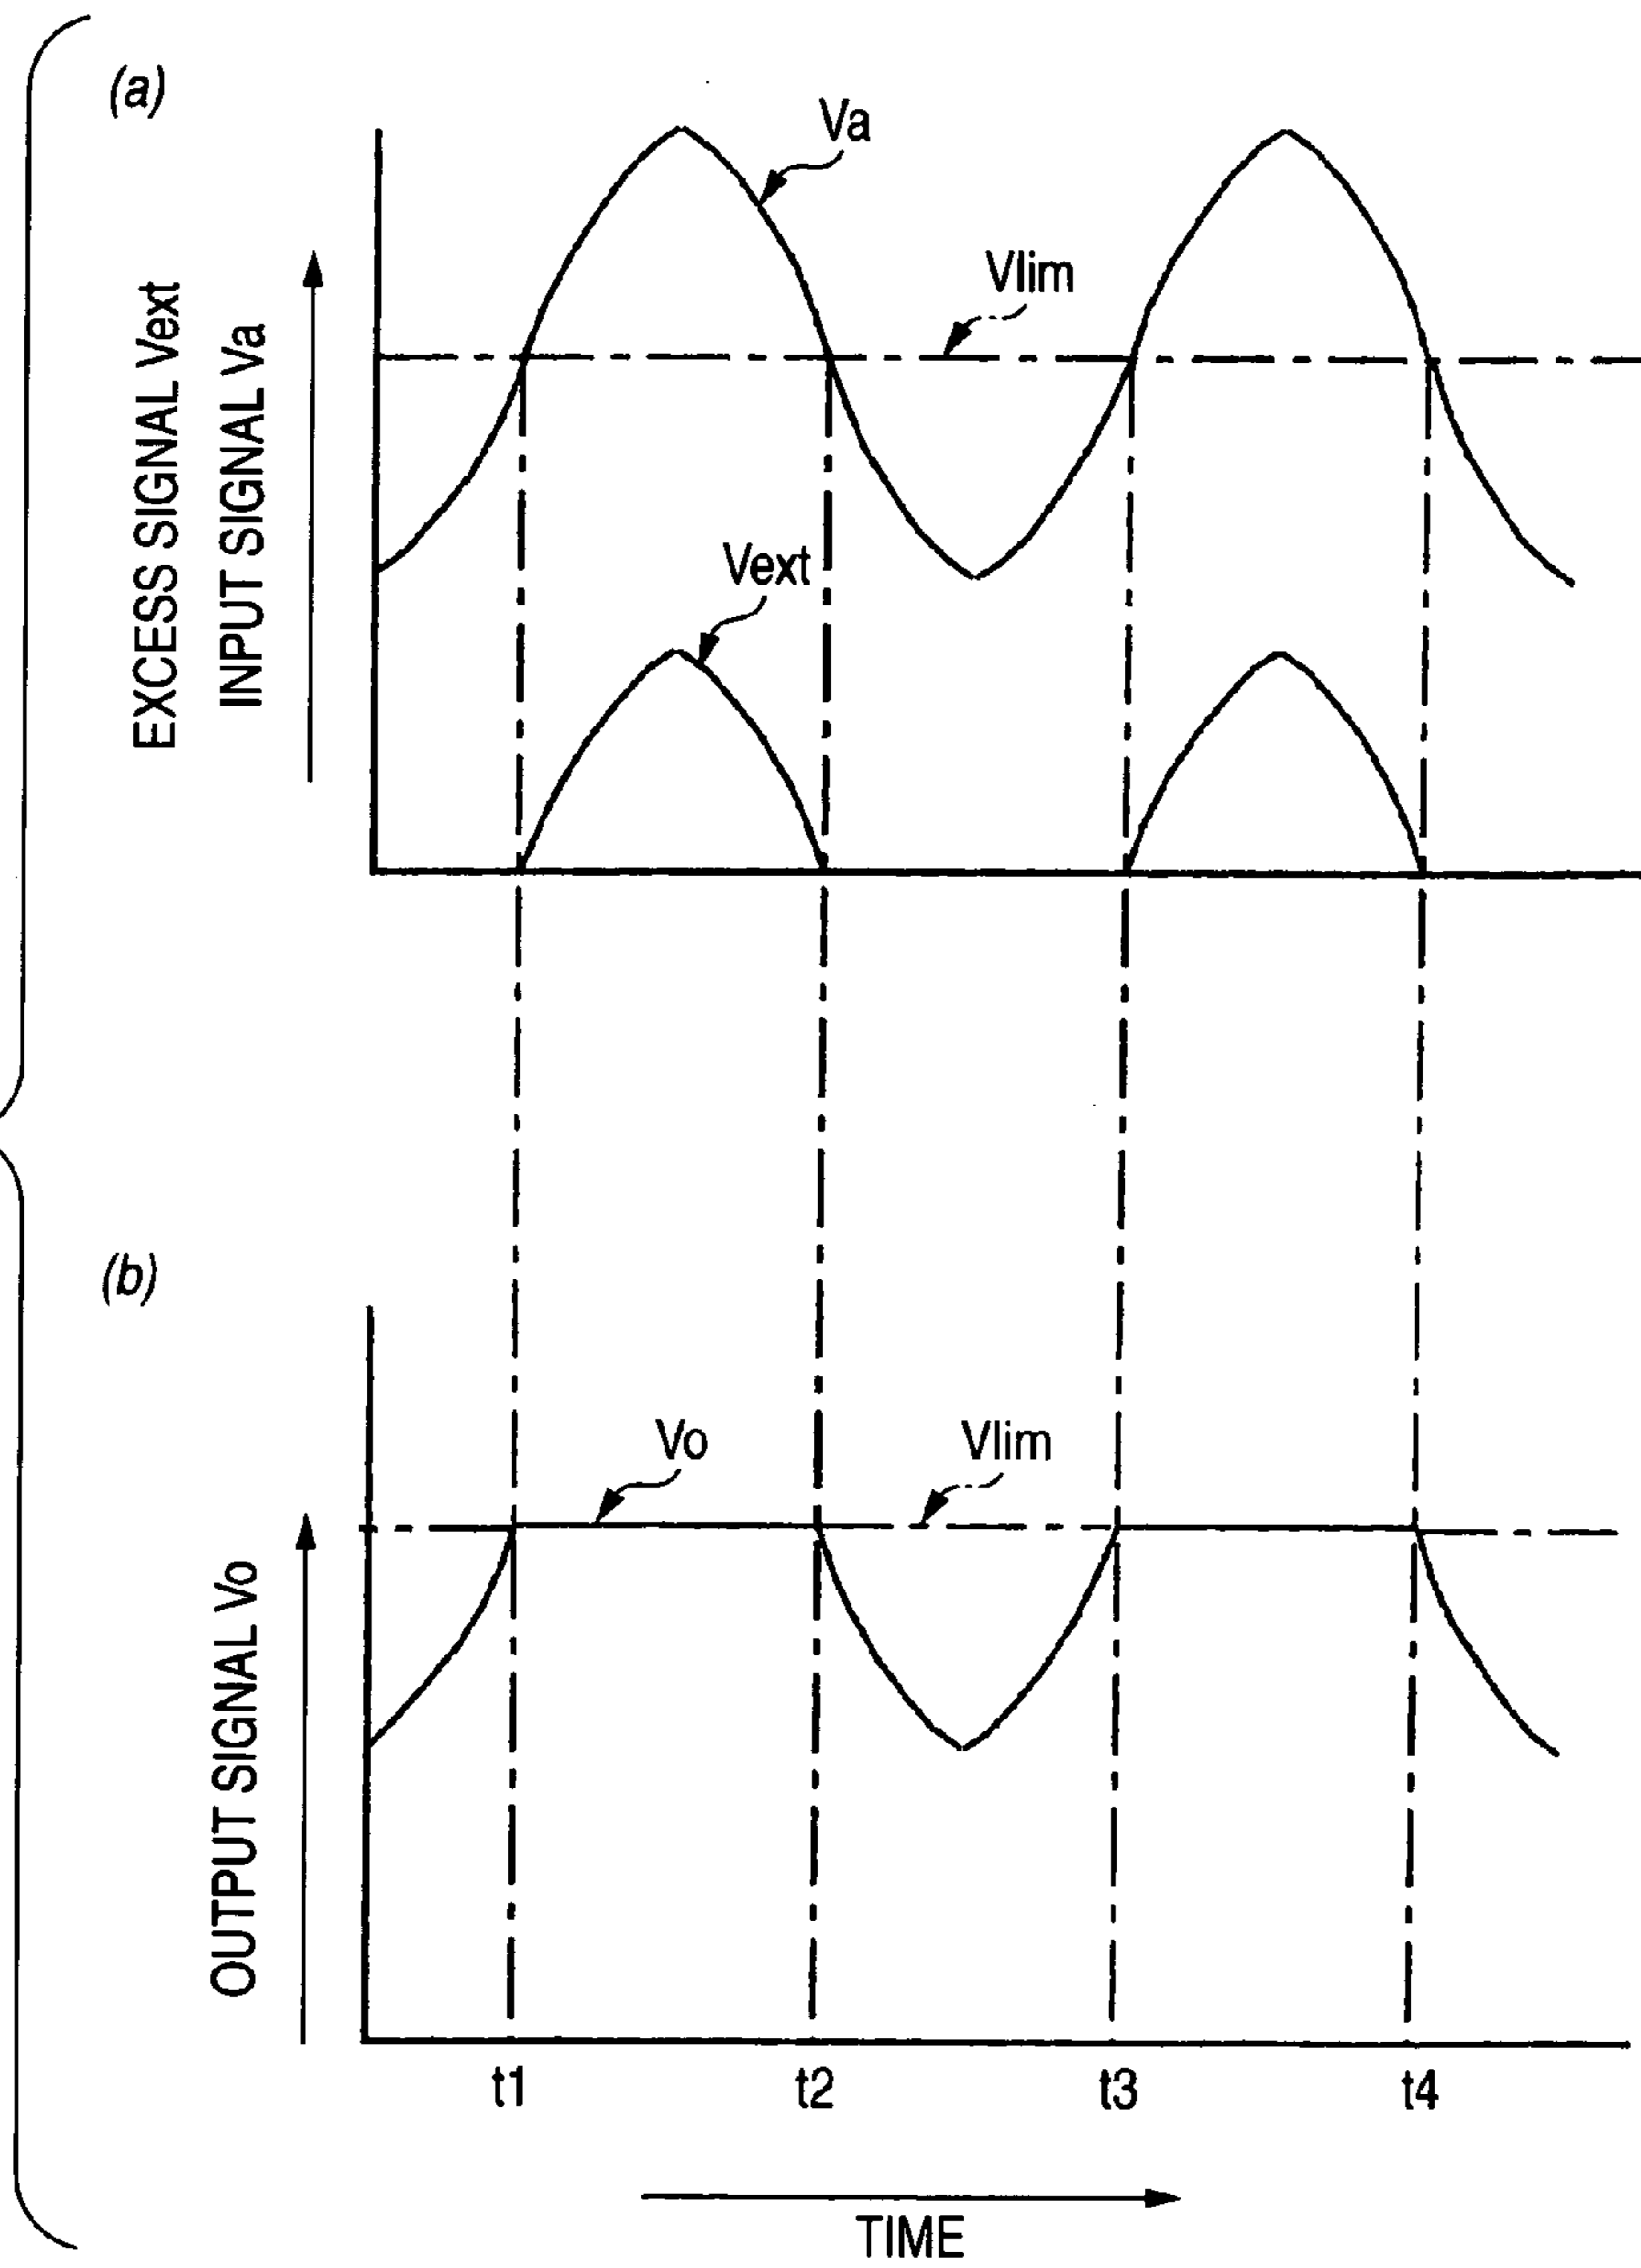 (a)
Va
Vlim
EXCESS SIGNAL Vext
INPUT SIGNAL Va
Vext
(b)
Vo
Vlim
OUTPUT SIGNAL Vo
t1 t2 t3 t4
TIME